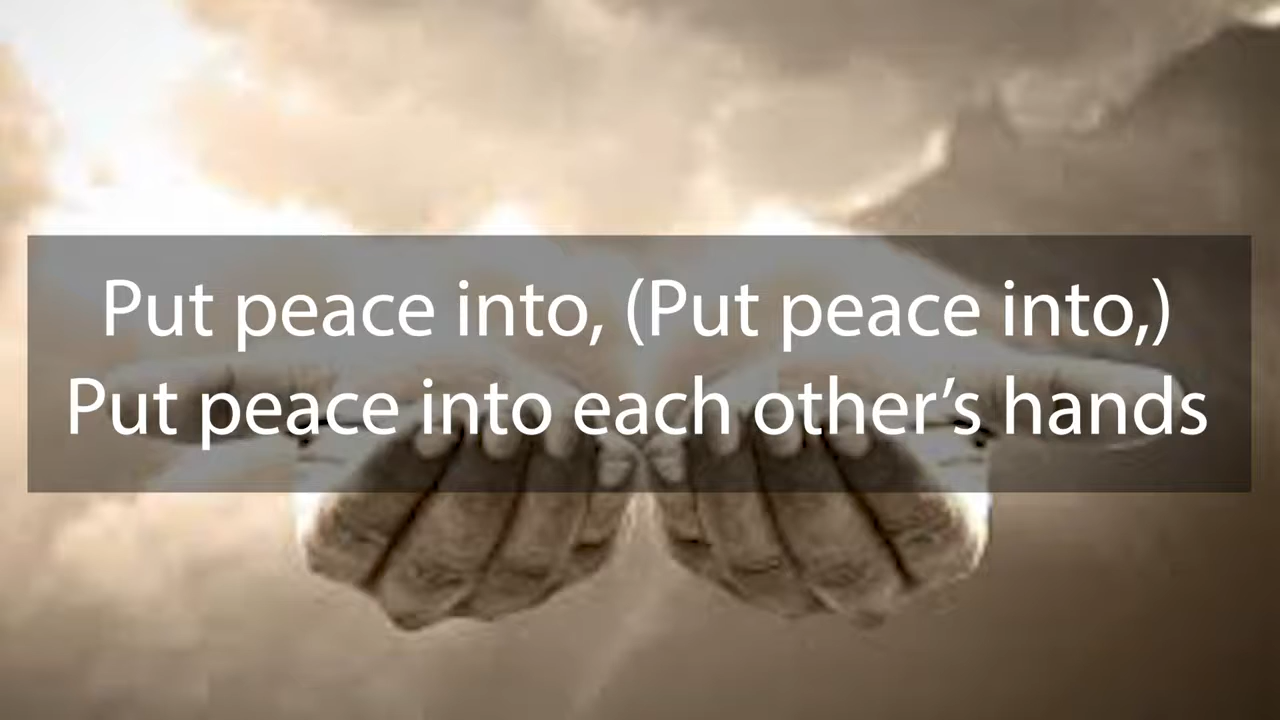 Put peace into, (Put peace into,)
Put peace into each other’s hands